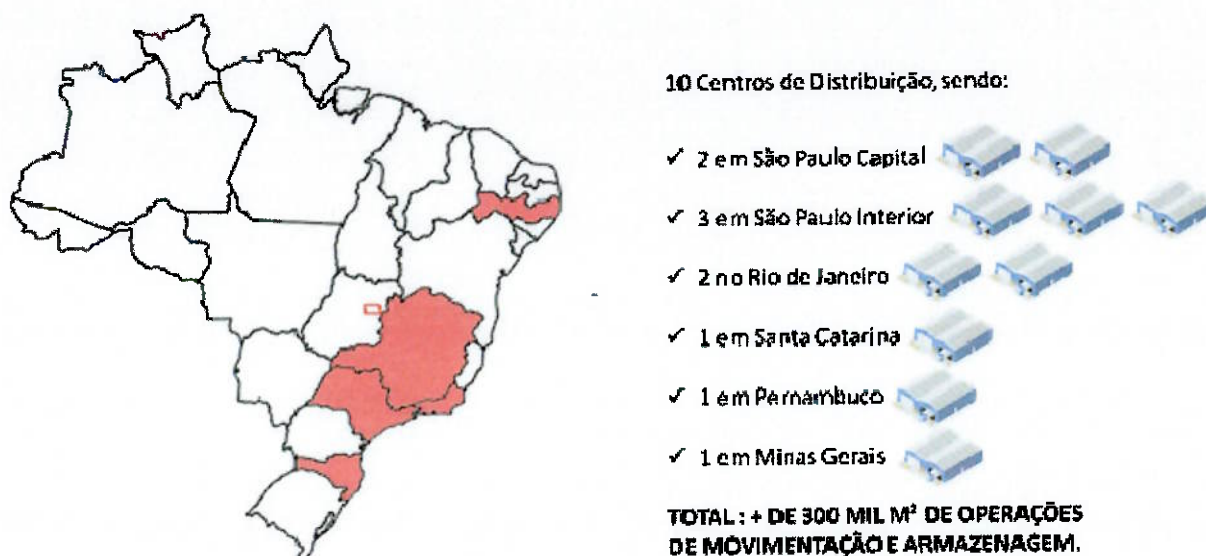 10 Centros de Distribuição, sendo:
✓ 2 em São Paulo Capital
✓ 3 em São Paulo Interior
✓ 2 no Rio de Janeiro
✓ 1 em Santa Catarina
✓ 1 em Pernambuco
✓ 1 em Minas Gerais
TOTAL : + DE 300 MIL M² DE OPERAÇÕES
DE MOVIMENTAÇÃO E ARMAZENAGEM.